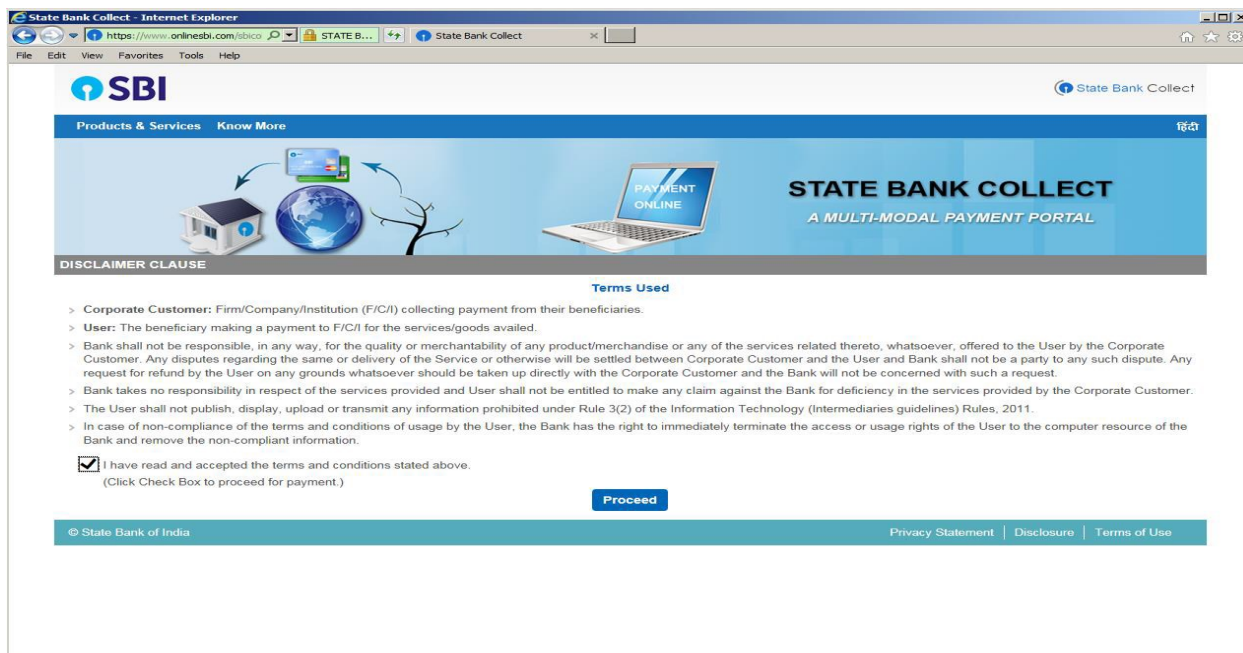 State Bank Collect - Internet Explorer
https://www.onlinesbi.com/sbico
STATE B...
State Bank Collect
File Edit View Favorites Tools Help
SBI
State Bank Collect
Products & Services Know More
हिंदी
PAYMENT
ONLINE
STATE BANK COLLECT
A MULTI-MODAL PAYMENT PORTAL
DISCLAIMER CLAUSE
Terms Used
> Corporate Customer: Firm/Company/Institution (F/C/I) collecting payment from their beneficiaries.
> User: The beneficiary making a payment to F/C/I for the services/goods availed.
> Bank shall not be responsible, in any way, for the quality or merchantability of any product/merchandise or any of the services related thereto, whatsoever, offered to the User by the Corporate
Customer. Any disputes regarding the same or delivery of the Service or otherwise will be settled between Corporate Customer and the User and Bank shall not be a party to any such dispute. Any
request for refund by the User on any grounds whatsoever should be taken up directly with the Corporate Customer and the Bank will not be concerned with such a request.
> Bank takes no responsibility in respect of the services provided and User shall not be entitled to make any claim against the Bank for deficiency in the services provided by the Corporate Customer.
> The User shall not publish, display, upload or transmit any information prohibited under Rule 3(2) of the Information Technology (Intermediaries guidelines) Rules, 2011.
> In case of non-compliance of the terms and conditions of usage by the User, the Bank has the right to immediately terminate the access or usage rights of the User to the computer resource of the
Bank and remove the non-compliant information.
I have read and accepted the terms and conditions stated above.
(Click Check Box to proceed for payment.)
Proceed
© State Bank of India
Privacy Statement | Disclosure | Terms of Use